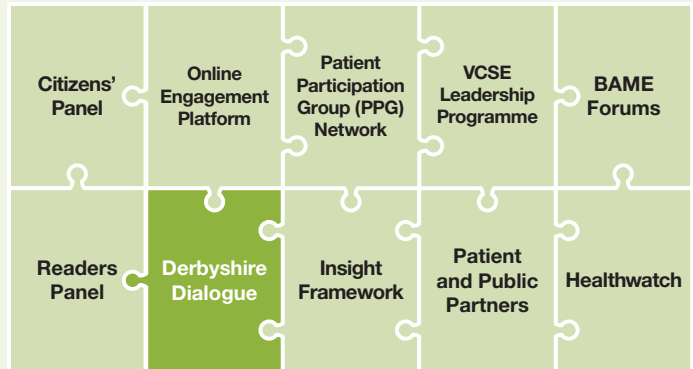 Citizens'
Panel
Online
Engagement
Platform
Patient
Participation
Group (PPG)
Network
VCSE
Leadership
Programme
BAME
Forums
Readers
Panel
Derbyshire
Dialogue
Insight
Framework
Patient
and Public
Partners
Healthwatch